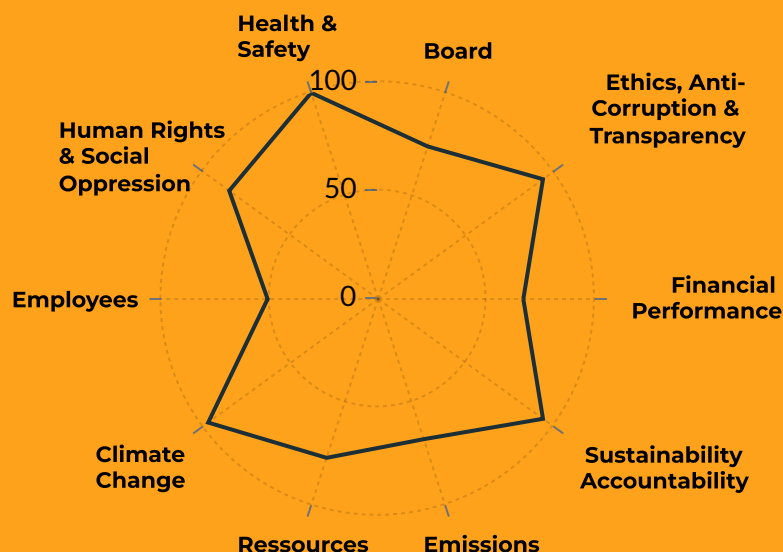 Health &
Safety
Board
100
Ethics, Anti-
Corruption &
Transparency
Human Rights
& Social
Oppression
50
Employees
0
Financial
Performance
Climate
Change
Sustainability
Accountability
Ressources
Emissions